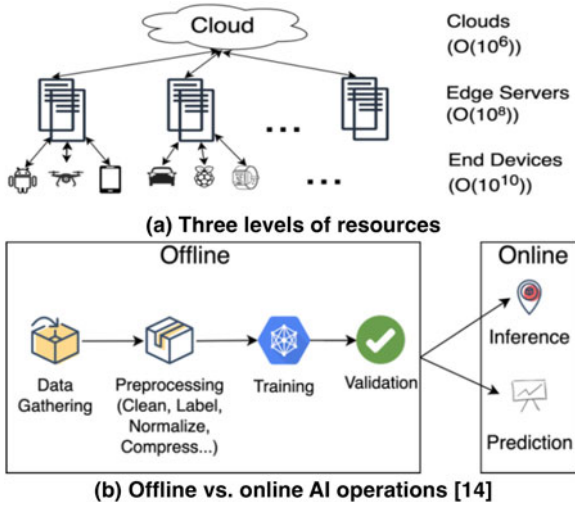 Cloud
Clouds
(O(10⁶))
Edge Servers
(O(10⁸))
...
End Devices
(O(10¹⁰))
...
(a) Three levels of resources
Offline
Online
Data
Gathering
Preprocessing
(Clean, Label,
Normalize,
Compress...)
Training
Validation
Inference
Prediction
(b) Offline vs. online AI operations [14]